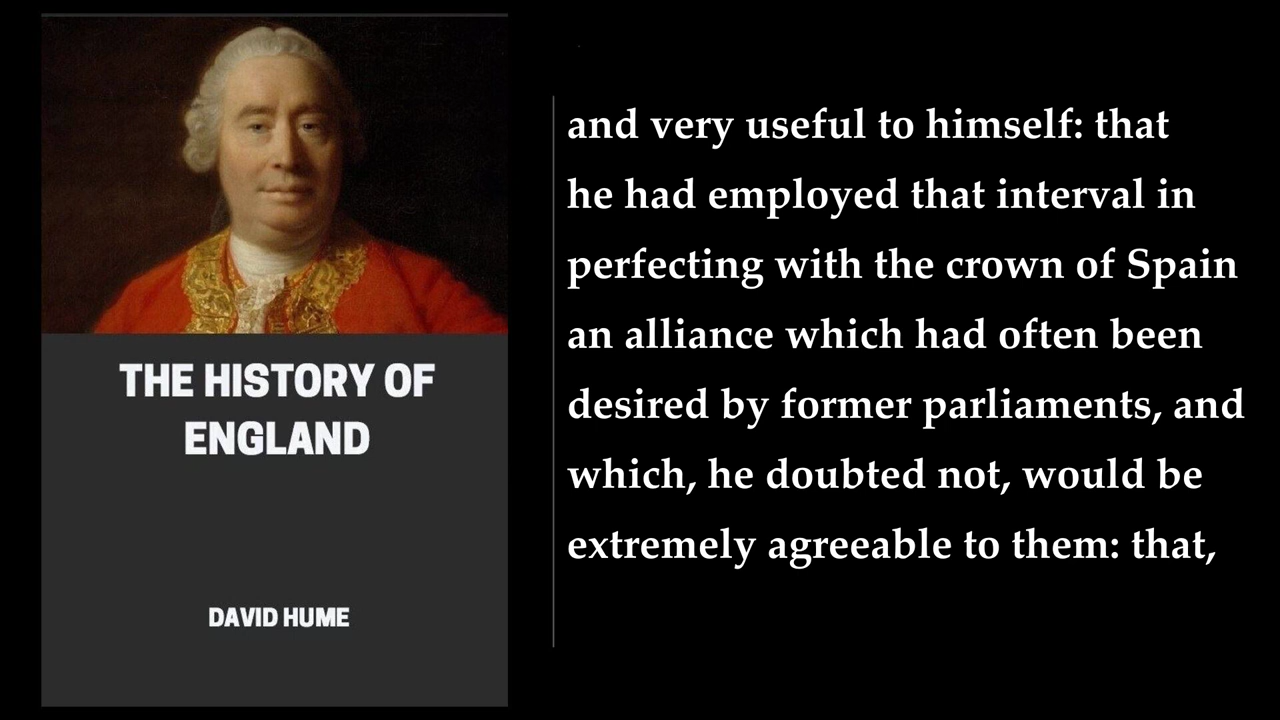 THE HISTORY OF
ENGLAND
DAVID HUME
and very useful to himself: that
he had employed that interval in
perfecting with the crown of Spain
an alliance which had often been
desired by former parliaments, and
which, he doubted not, would be
extremely agreeable to them: that,